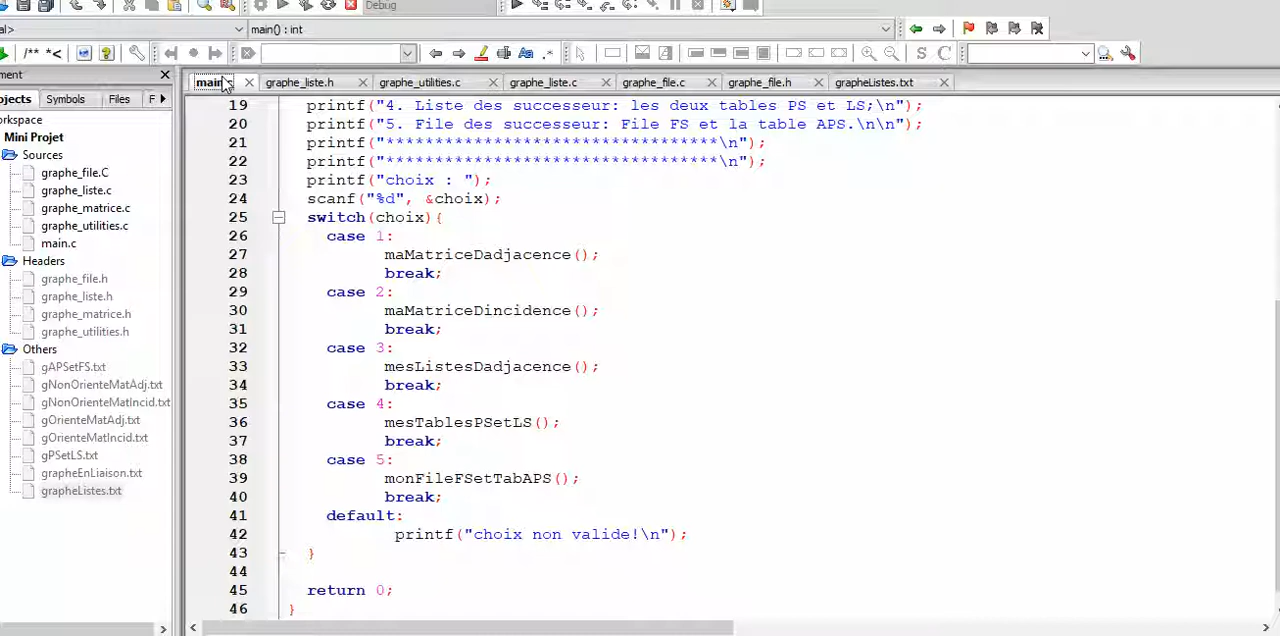 Debug
al>
main() : int
/** *<
Aa
.*
S
C
ment
main
graphe_liste.h
graphe_utilities.c
graphe_liste.c
graphe_file.c
graphe_file.h
grapheListes.txt
ojects
Symbols
Files
F
orkspace
Mini Projet
Sources
graphe_file.C
graphe_liste.c
graphe_matrice.c
graphe_utilities.c
main.c
Headers
graphe_file.h
graphe_liste.h
graphe_matrice.h
graphe_utilities.h
Others
gAPSetFS.txt
gNonOrienteMatAdj.txt
gNonOrienteMatIncid.txt
gOrienteMatAdj.txt
gOrienteMatIncid.txt
gPSetLS.txt
grapheEnLiaison.txt
grapheListes.txt
19 printf("4. Liste des successeur: les deux tables PS et LS;\n");
20 printf("5. File des successeur: File FS et la table APS.\n\n");
21 printf("**********************************\n");
22 printf("**********************************\n");
23 printf("choix : ");
24 scanf("%d", &choix);
25 switch(choix){
26 case 1:
27 maMatriceDadjacence();
28 break;
29 case 2:
30 maMatriceDincidence();
31 break;
32 case 3:
33 mesListesDadjacence();
34 break;
35 case 4:
36 mesTablesPSetLS();
37 break;
38 case 5:
39 monFileFSetTabAPS();
40 break;
41 default:
42 printf("choix non valide!\n");
43 }
44
45 return 0;
46 }